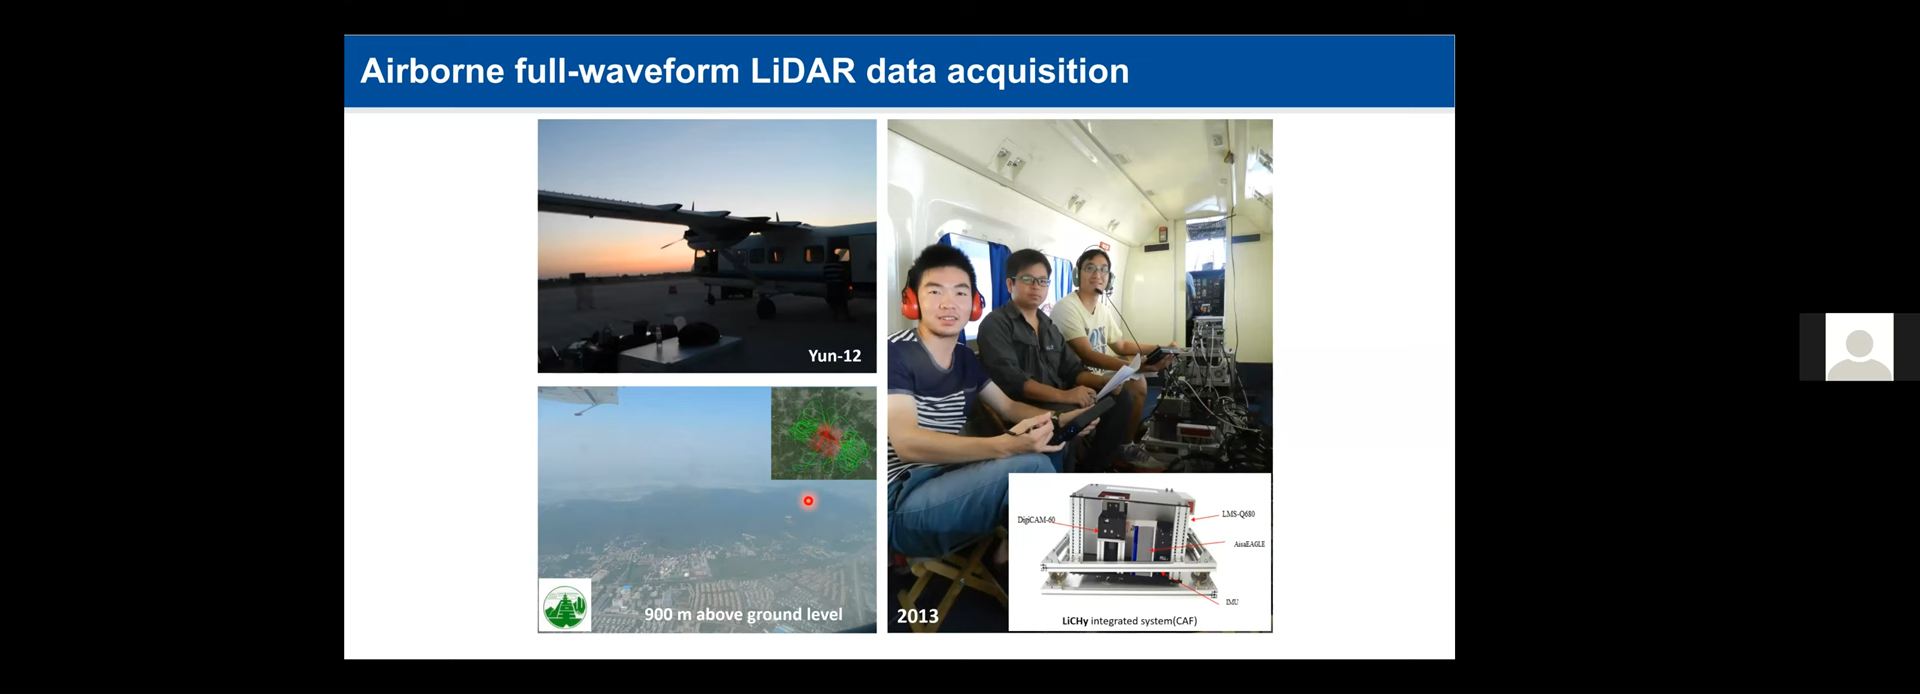 Airborne full-waveform LiDAR data acquisition
Yun-12
900 m above ground level
2013
DigiCAM-60
LMS-Q680
AisaEAGLE
IMU
LiCHy integrated system(CAF)